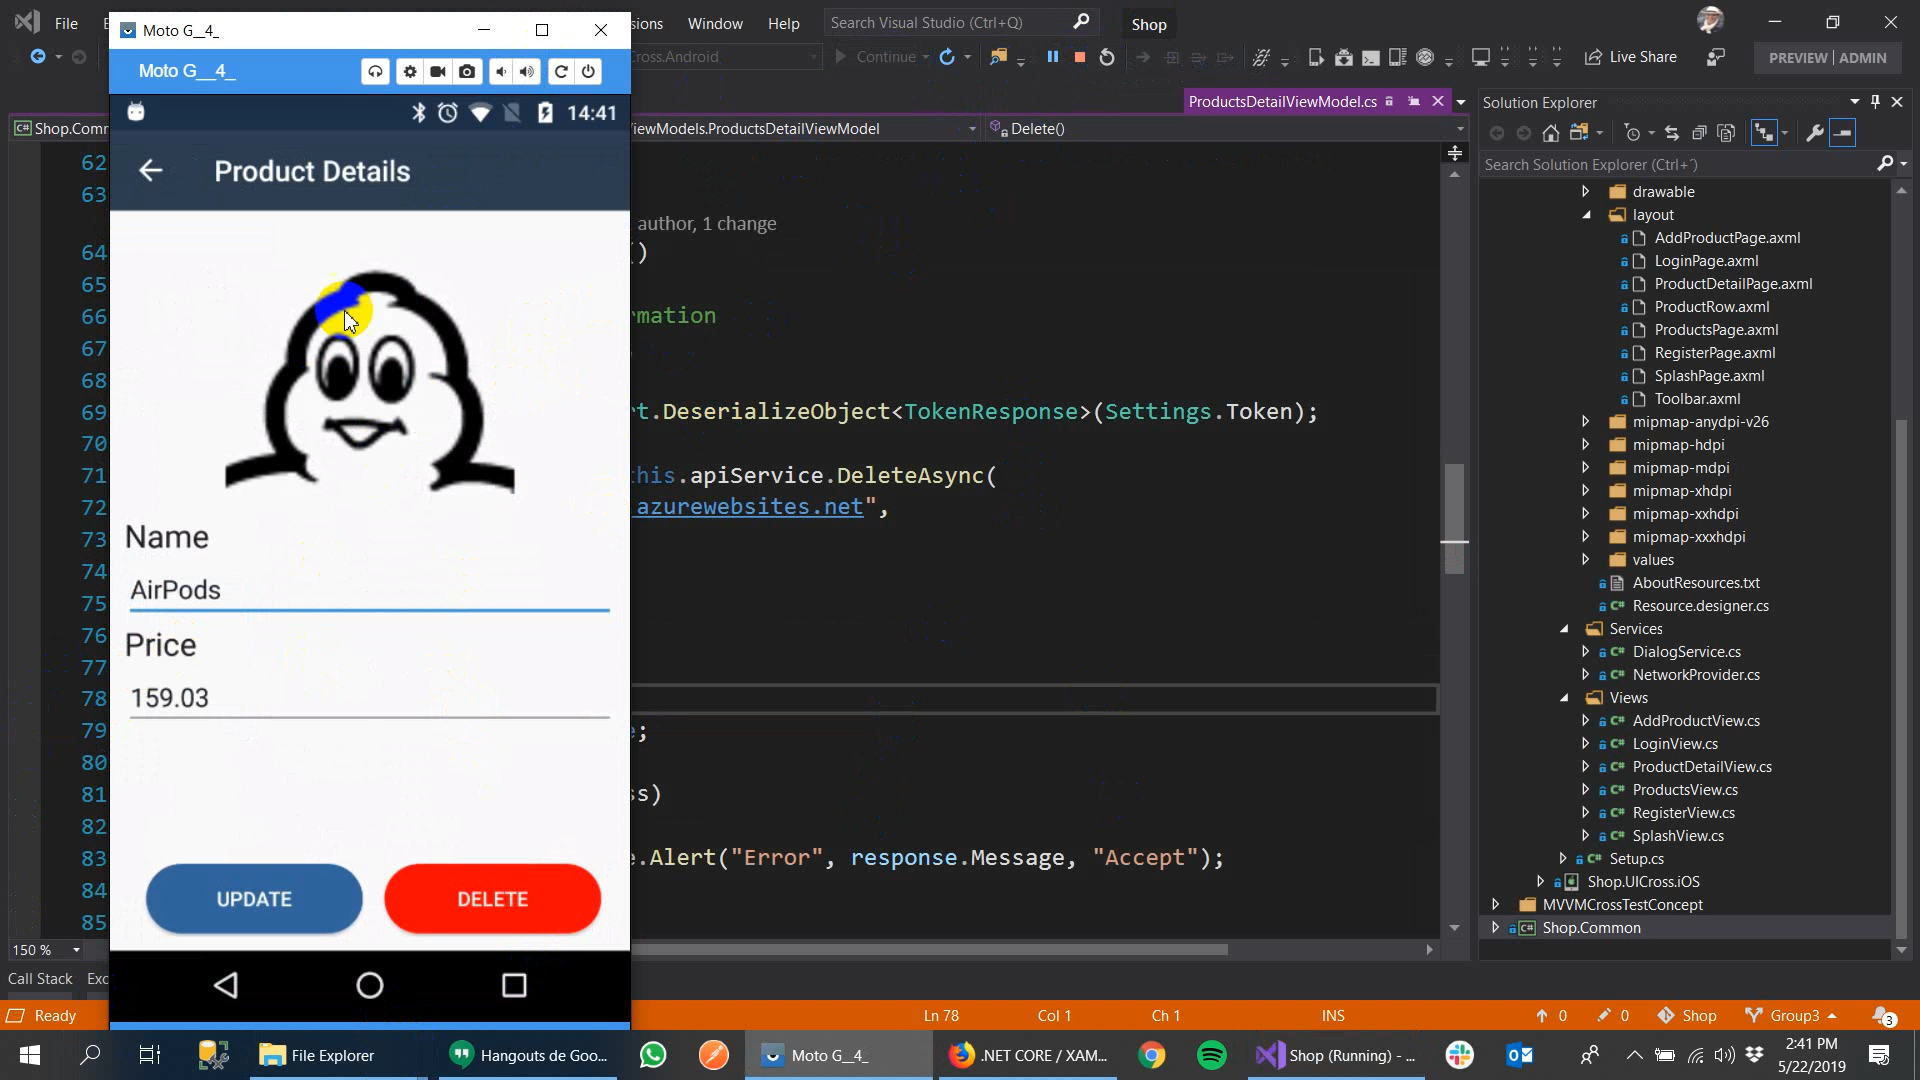 File
sions
Window
Help
Search Visual Studio (Ctrl+Q)
Shop
Moto G__4_
Moto G__4_
Cross.Android
Continue
Live Share
PREVIEW
ADMIN
14:41
Product Details
Name
AirPods
Price
159.03
UPDATE
DELETE
ProductsDetailViewModel.cs
Shop.Comm
iewModels.ProductsDetailViewModel
Delete()
62
63
author, 1 change
64 ()
65
66 mation
67
68
69 t.DeserializeObject<TokenResponse>(Settings.Token);
70
71 his.apiService.DeleteAsync(
72 azurewebsites.net",
73
74
75
76
77
78
79 e;
80
81 ss)
82
83 e.Alert("Error", response.Message, "Accept");
84
85
150 %
Call Stack
Exc
Solution Explorer
Search Solution Explorer (Ctrl+¨)
drawable
layout
AddProductPage.axml
LoginPage.axml
ProductDetailPage.axml
ProductRow.axml
ProductsPage.axml
RegisterPage.axml
SplashPage.axml
Toolbar.axml
mipmap-anydpi-v26
mipmap-hdpi
mipmap-mdpi
mipmap-xhdpi
mipmap-xxhdpi
mipmap-xxxhdpi
values
AboutResources.txt
Resource.designer.cs
Services
DialogService.cs
NetworkProvider.cs
Views
AddProductView.cs
LoginView.cs
ProductDetailView.cs
ProductsView.cs
RegisterView.cs
SplashView.cs
Setup.cs
Shop.UICross.iOS
MVVMCrossTestConcept
Shop.Common
Ready
Ln 78
Col 1
Ch 1
INS
0
0
Shop
Group3
3
File Explorer
Hangouts de Goo...
Moto G__4_
.NET CORE / XAM...
Shop (Running) - ...
2:41 PM
5/22/2019